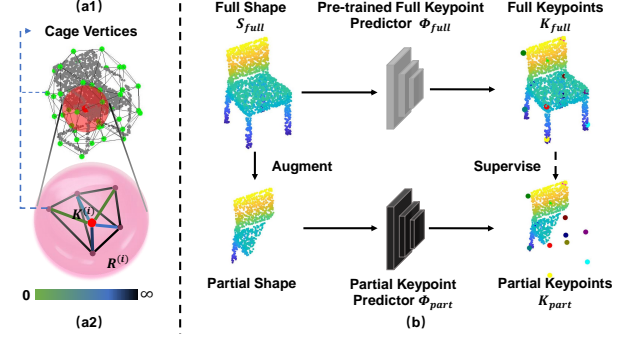 (a1)
Cage Vertices
K^(i)
R^(i)
0
∞
(a2)
Full Shape
S_full
Pre-trained Full Keypoint
Predictor Φ_full
Full Keypoints
K_full
Augment
Supervise
Partial Shape
Partial Keypoint
Predictor Φ_part
Partial Keypoints
K_part
(b)